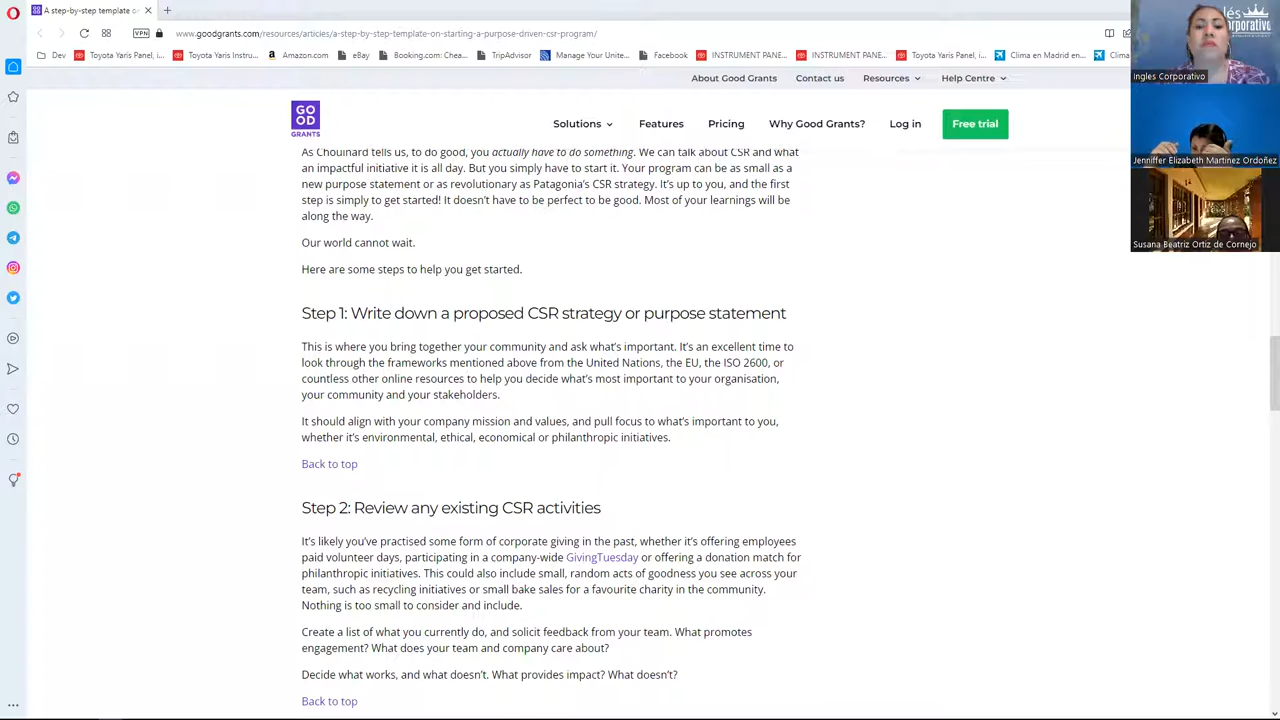 A step-by-step template o
VPN
www.goodgrants.com/resources/articles/a-step-by-step-template-on-starting-a-purpose-driven-csr-program/
Dev
Toyota Yaris Panel, i...
Toyota Yaris Instru...
Amazon.com
eBay
Booking.com: Chea...
TripAdvisor
Manage Your Unite...
Facebook
INSTRUMENT PANE...
INSTRUMENT PANE...
Toyota Yaris Panel, i...
Clima en Madrid en...
Clima
About Good Grants
Contact us
Resources
Help Centre
GO
OD
GRANTS
Solutions
Features
Pricing
Why Good Grants?
Log in
Free trial
As Chouinard tells us, to do good, you actually have to do something. We can talk about CSR and what
an impactful initiative it is all day. But you simply have to start it. Your program can be as small as a
new purpose statement or as revolutionary as Patagonia's CSR strategy. It's up to you, and the first
step is simply to get started! It doesn't have to be perfect to be good. Most of your learnings will be
along the way.
Our world cannot wait.
Here are some steps to help you get started.
Step 1: Write down a proposed CSR strategy or purpose statement
This is where you bring together your community and ask what's important. It's an excellent time to
look through the frameworks mentioned above from the United Nations, the EU, the ISO 2600, or
countless other online resources to help you decide what's most important to your organisation,
your community and your stakeholders.
It should align with your company mission and values, and pull focus to what's important to you,
whether it's environmental, ethical, economical or philanthropic initiatives.
Back to top
Step 2: Review any existing CSR activities
It's likely you've practised some form of corporate giving in the past, whether it's offering employees
paid volunteer days, participating in a company-wide GivingTuesday or offering a donation match for
philanthropic initiatives. This could also include small, random acts of goodness you see across your
team, such as recycling initiatives or small bake sales for a favourite charity in the community.
Nothing is too small to consider and include.
Create a list of what you currently do, and solicit feedback from your team. What promotes
engagement? What does your team and company care about?
Decide what works, and what doesn't. What provides impact? What doesn't?
Back to top
Ingles Corporativo
Jenniffer Elizabeth Martinez Ordoñez
Susana Beatriz Ortiz de Cornejo